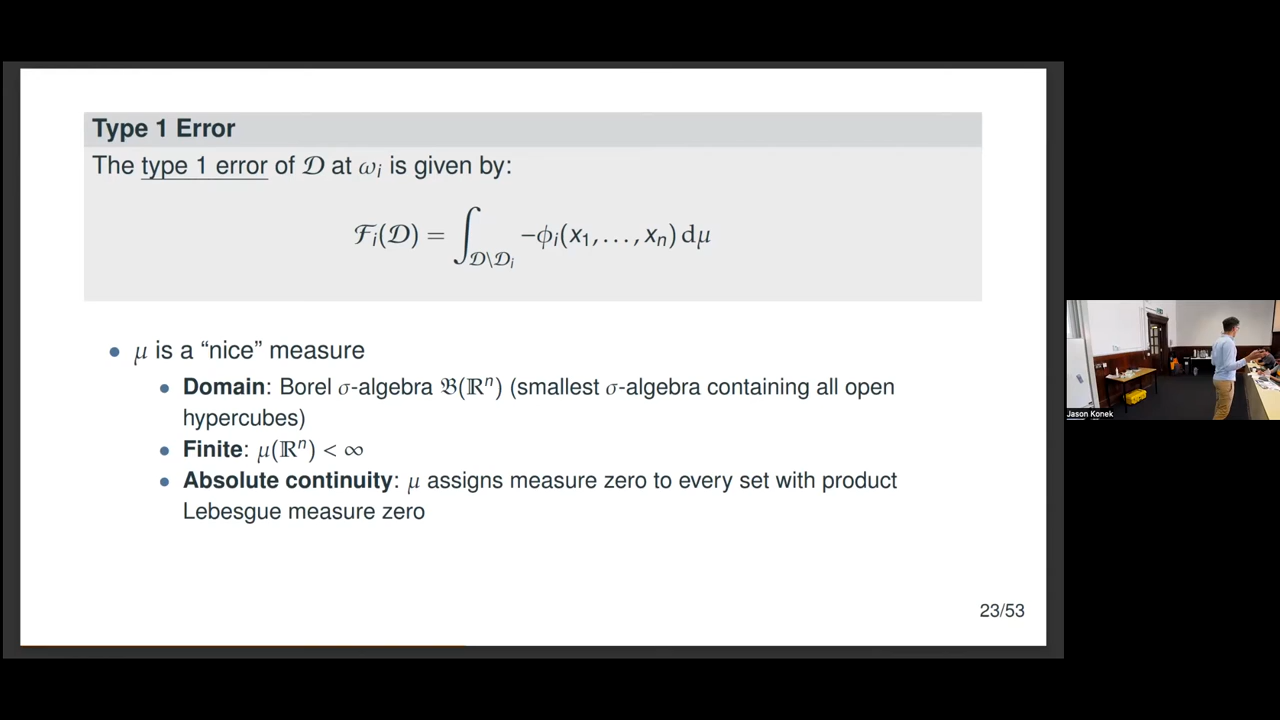 Type 1 Error
The type 1 error of 𝒟 at ωᵢ is given by:
ℱᵢ(𝒟) = ∫_{𝒟\𝒟ᵢ} −ϕᵢ(x₁, . . . , xₙ) dμ
• μ is a “nice” measure
• Domain: Borel σ-algebra 𝔅(ℝⁿ) (smallest σ-algebra containing all open
hypercubes)
• Finite: μ(ℝⁿ) < ∞
• Absolute continuity: μ assigns measure zero to every set with product
Lebesgue measure zero
23/53
Jason Konek